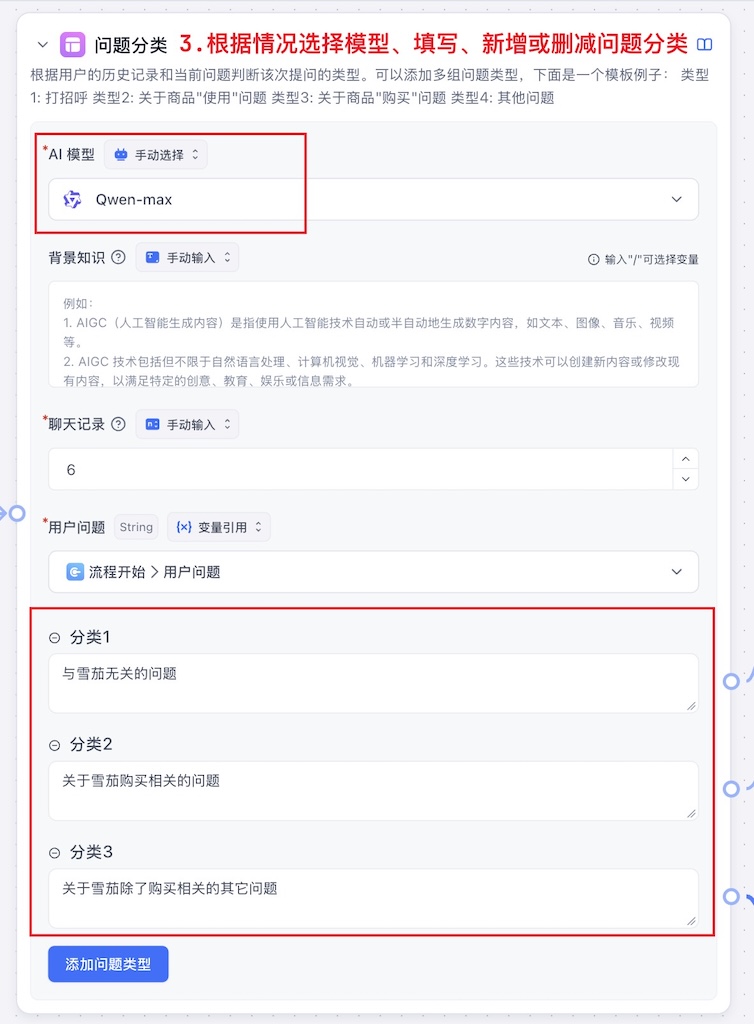 问题分类 3.根据情况选择模型、填写、新增或删减问题分类
根据用户的历史记录和当前问题判断该次提问的类型。可以添加多组问题类型，下面是一个模板例子： 类型
1: 打招呼 类型2: 关于商品"使用"问题 类型3: 关于商品"购买"问题 类型4: 其他问题
*AI 模型 手动选择
Qwen-max
背景知识 手动输入 输入"/"可选择变量
例如：
1. AIGC（人工智能生成内容）是指使用人工智能技术自动或半自动地生成数字内容，如文本、图像、音乐、视频
等。
2. AIGC 技术包括但不限于自然语言处理、计算机视觉、机器学习和深度学习。这些技术可以创建新内容或修改现
有内容，以满足特定的创意、教育、娱乐或信息需求。
*聊天记录 手动输入
6
*用户问题 String 变量引用
流程开始 > 用户问题
分类1
与雪茄无关的问题
分类2
关于雪茄购买相关的问题
分类3
关于雪茄除了购买相关的其它问题
添加问题类型